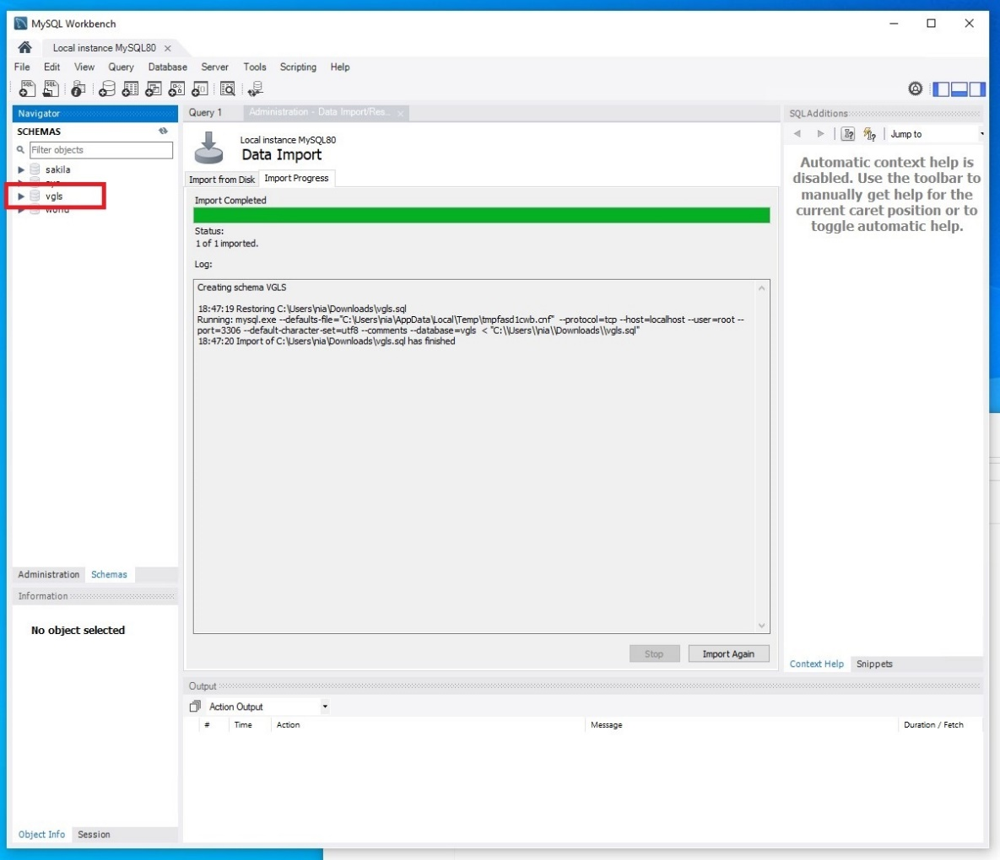 MySQL Workbench
Local instance MySQL80
File Edit View Query Database Server Tools Scripting Help
Navigator
SCHEMAS
Filter objects
sakila
sys
vgls
world
Administration Schemas
Information
No object selected
Object Info Session
Query 1 Administration - Data Import/Res...
Local instance MySQL80
Data Import
Import from Disk Import Progress
Import Completed
Status:
1 of 1 imported.
Log:
Creating schema VGLS
18:47:19 Restoring C:\Users\nia\Downloads\vgls.sql
Running: mysql.exe --defaults-file="C:\Users\nia\AppData\Local\Temp\tmpfasd1cwb.cnf" --protocol=tcp --host=localhost --user=root --
port=3306 --default-character-set=utf8 --comments --database=vgls < "C:\\Users\\nia\\Downloads\\vgls.sql"
18:47:20 Import of C:\Users\nia\Downloads\vgls.sql has finished
Stop Import Again
SQLAdditions
Jump to
Automatic context help is
disabled. Use the toolbar to
manually get help for the
current caret position or to
toggle automatic help.
Context Help Snippets
Output
Action Output
# Time Action Message Duration / Fetch